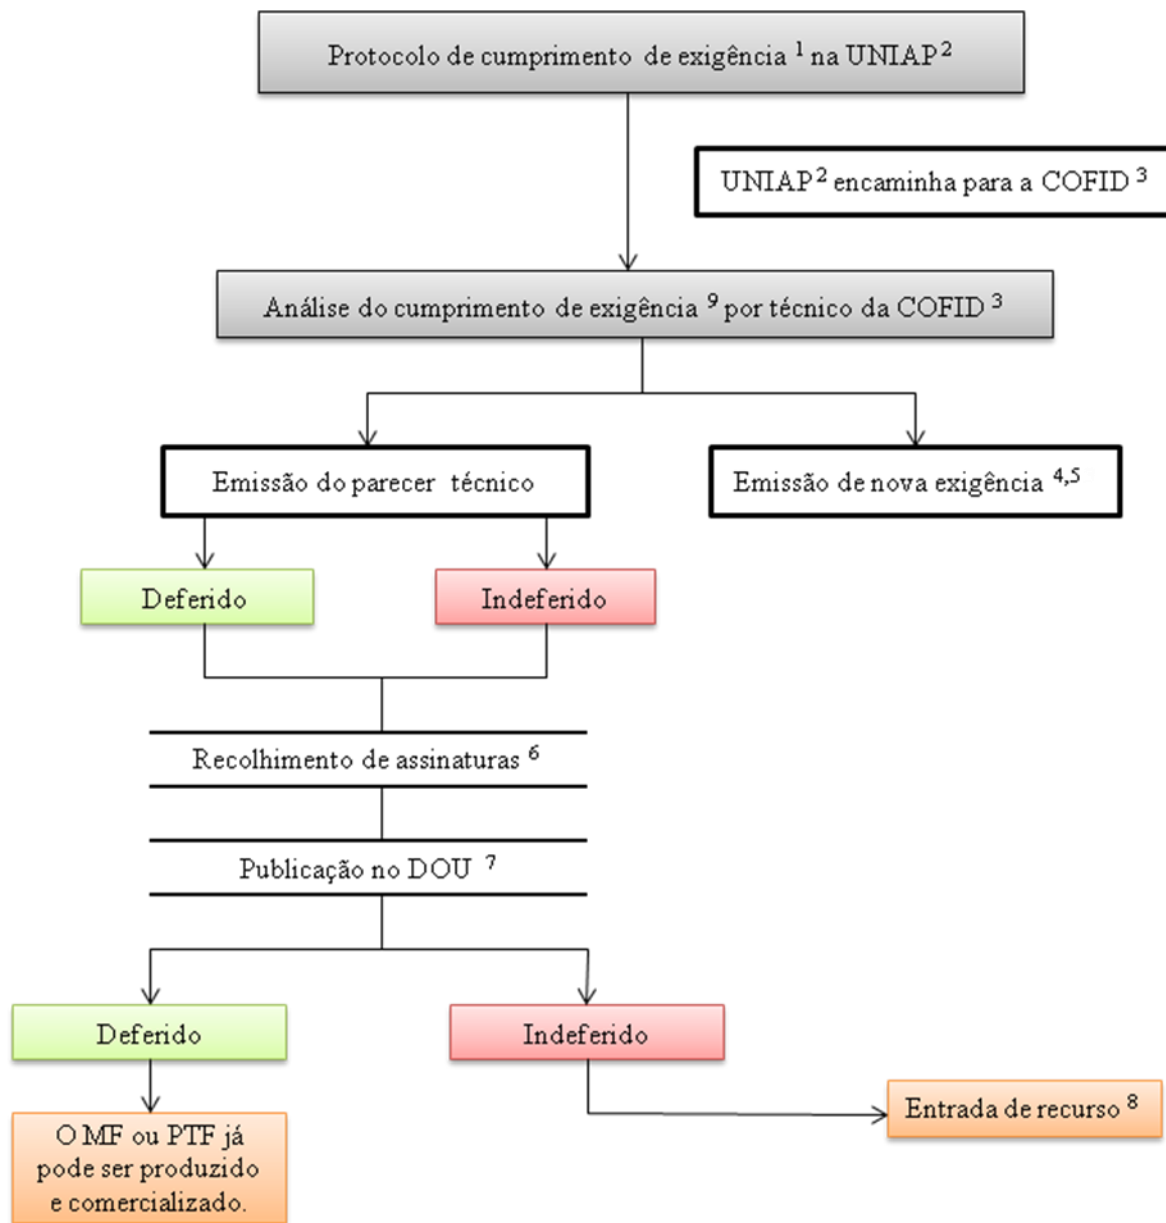 Protocolo de cumprimento de exigência ¹ na UNIAP ²
UNIAP ² encaminha para a COFID ³
Análise do cumprimento de exigência ⁹ por técnico da COFID ³
Emissão do parecer técnico
Emissão de nova exigência ⁴,⁵
Deferido
Indeferido
Recolhimento de assinaturas ⁶
Publicação no DOU ⁷
Deferido
Indeferido
Entrada de recurso ⁸
O MF ou PTF já
pode ser produzido
e comercializado.